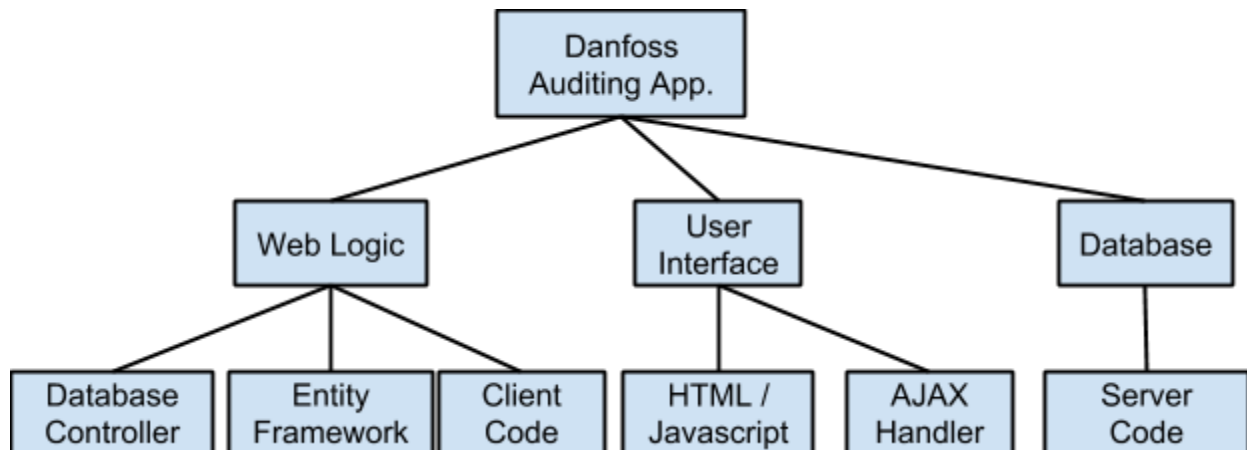 Danfoss
Auditing App.
Web Logic
User
Interface
Database
Database
Controller
Entity
Framework
Client
Code
HTML /
Javascript
AJAX
Handler
Server
Code